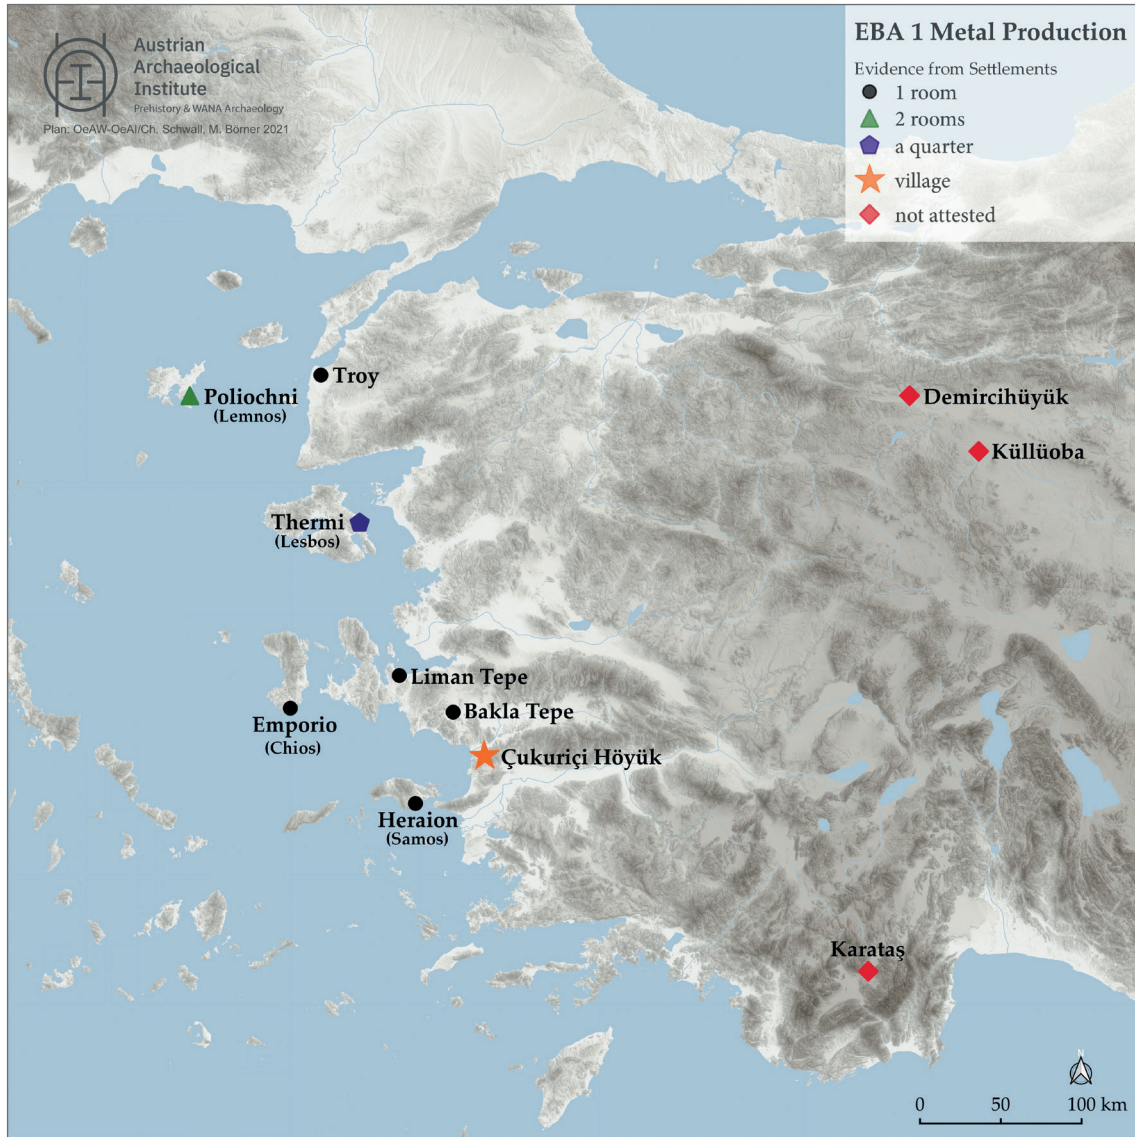 Austrian
Archaeological
Institute
Prehistory & WANA Archaeology
Plan: OeAW-OeAI/Ch. Schwall, M. Börner 2021
EBA 1 Metal Production
Evidence from Settlements
1 room
2 rooms
a quarter
village
not attested
Troy
Poliochni
(Lemnos)
Demircihüyük
Küllüoba
Thermi
(Lesbos)
Liman Tepe
Bakla Tepe
Emporio
(Chios)
Çukuriçi Höyük
Heraion
(Samos)
Karataş
N
0 50 100 km